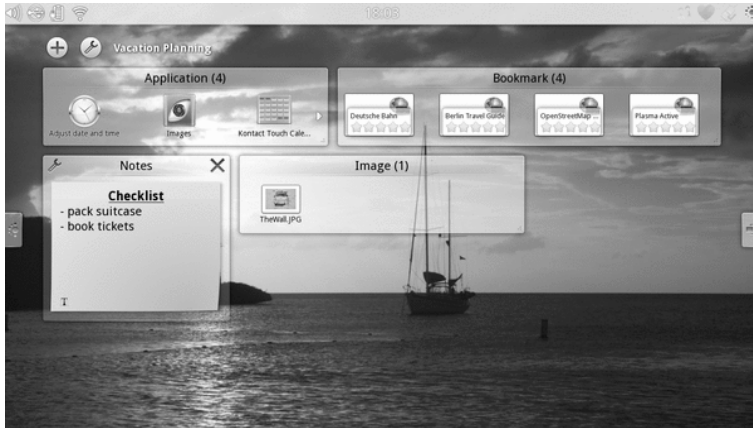 18:03
Vacation Planning
Application (4)
Adjust date and time
Images
Kontact Touch Cale...
Bookmark (4)
Deutsche Bahn
Berlin Travel Guide
OpenStreetMap ...
Plasma Active
Notes
Checklist
- pack suitcase
- book tickets
T
Image (1)
TheWall.JPG